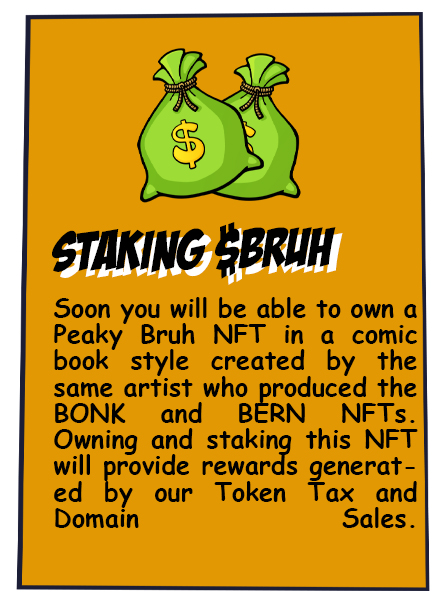 STAKING $BRUH
Soon you will be able to own a
Peaky Bruh NFT in a comic
book style created by the
same artist who produced the
BONK and BERN NFTs.
Owning and staking this NFT
will provide rewards generat-
ed by our Token Tax and
Domain Sales.